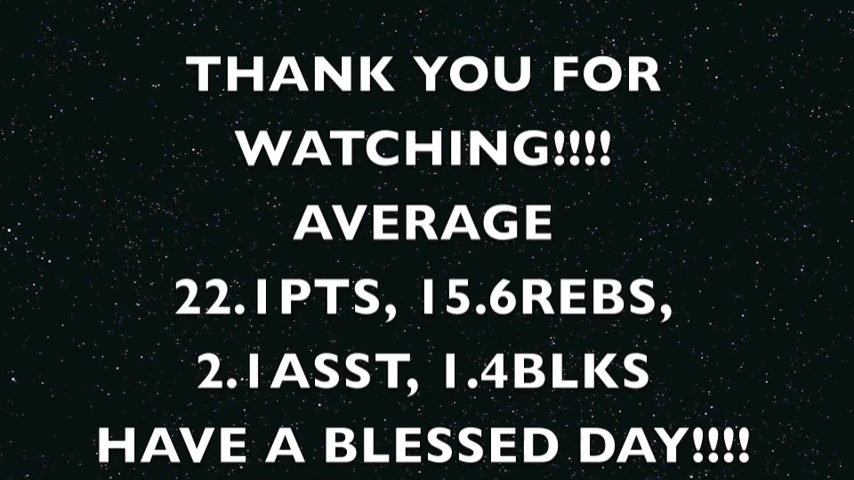 THANK YOU FOR
WATCHING!!!!
AVERAGE
22.1PTS, 15.6REBS,
2.1ASST, 1.4BLKS
HAVE A BLESSED DAY!!!!